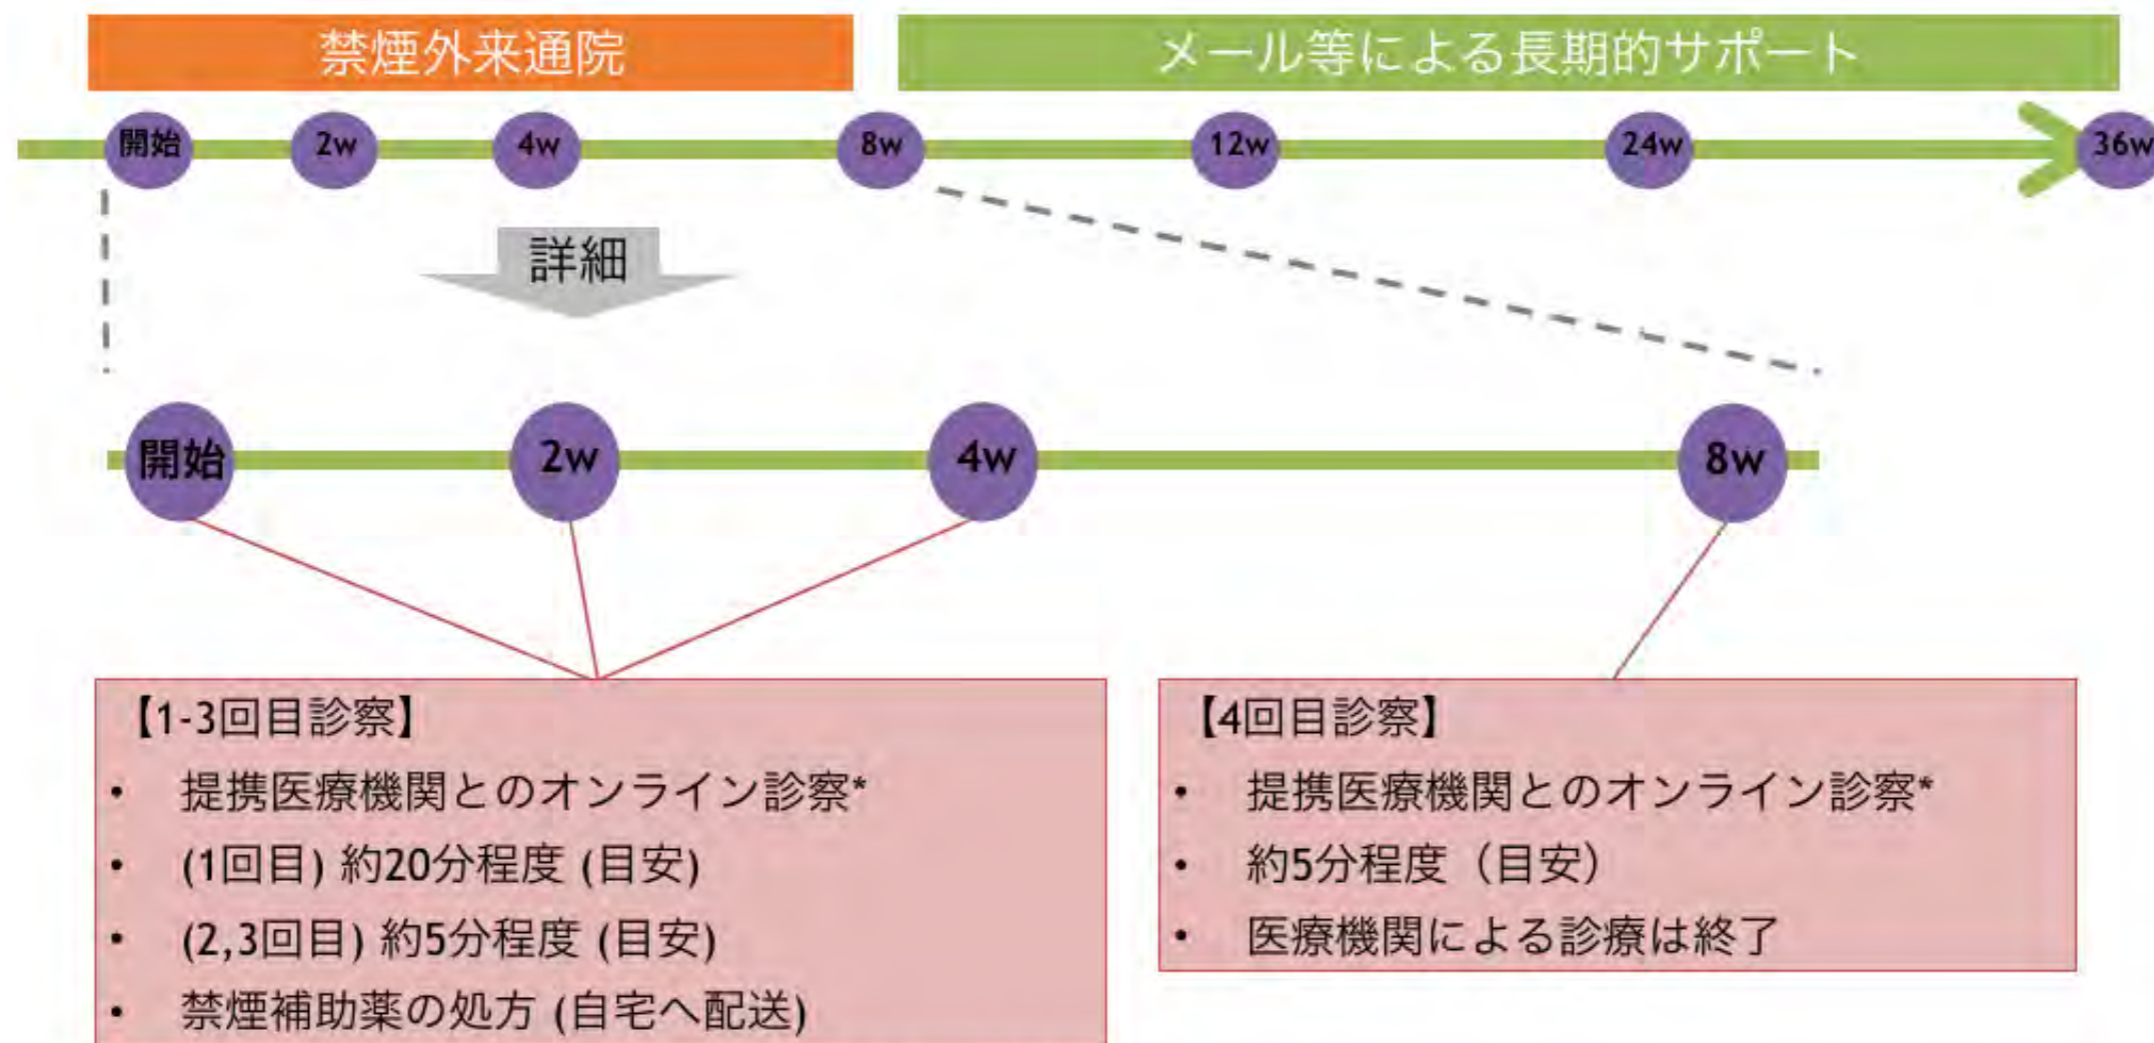 禁煙外来通院
メール等による長期的サポート
開始
2w
4w
8w
12w
24w
36w
詳細
開始
2w
4w
8w
【1-3回目診察】
• 提携医療機関とのオンライン診察*
• (1回目) 約20分程度 (目安)
• (2,3回目) 約5分程度 (目安)
• 禁煙補助薬の処方 (自宅へ配送)
【4回目診察】
• 提携医療機関とのオンライン診察*
• 約5分程度（目安）
• 医療機関による診療は終了